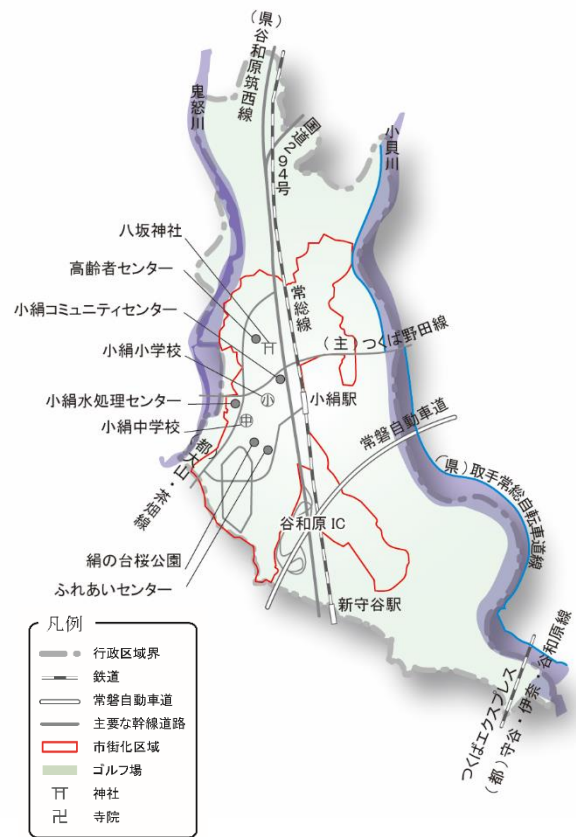 (県)谷和原筑西線
鬼怒川
国道294号
小貝川
八坂神社
高齢者センター
小絹コミュニティセンター
常総線
(主)つくば野田線
小絹小学校
小絹駅
小絹水処理センター
常磐自動車道
小絹中学校
(都)大山・茶畑線
(県)取手常総自転車道線
谷和原IC
絹の台桜公園
ふれあいセンター
新守谷駅
つくばエクスプレス
(都)守谷・伊奈・谷和原線
小
中
凡例
行政区域界
鉄道
常磐自動車道
主要な幹線道路
市街化区域
ゴルフ場
神社
寺院